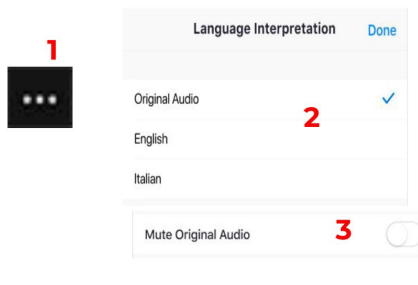 1
...
Language Interpretation Done
Original Audio
2
English
Italian
Mute Original Audio 3